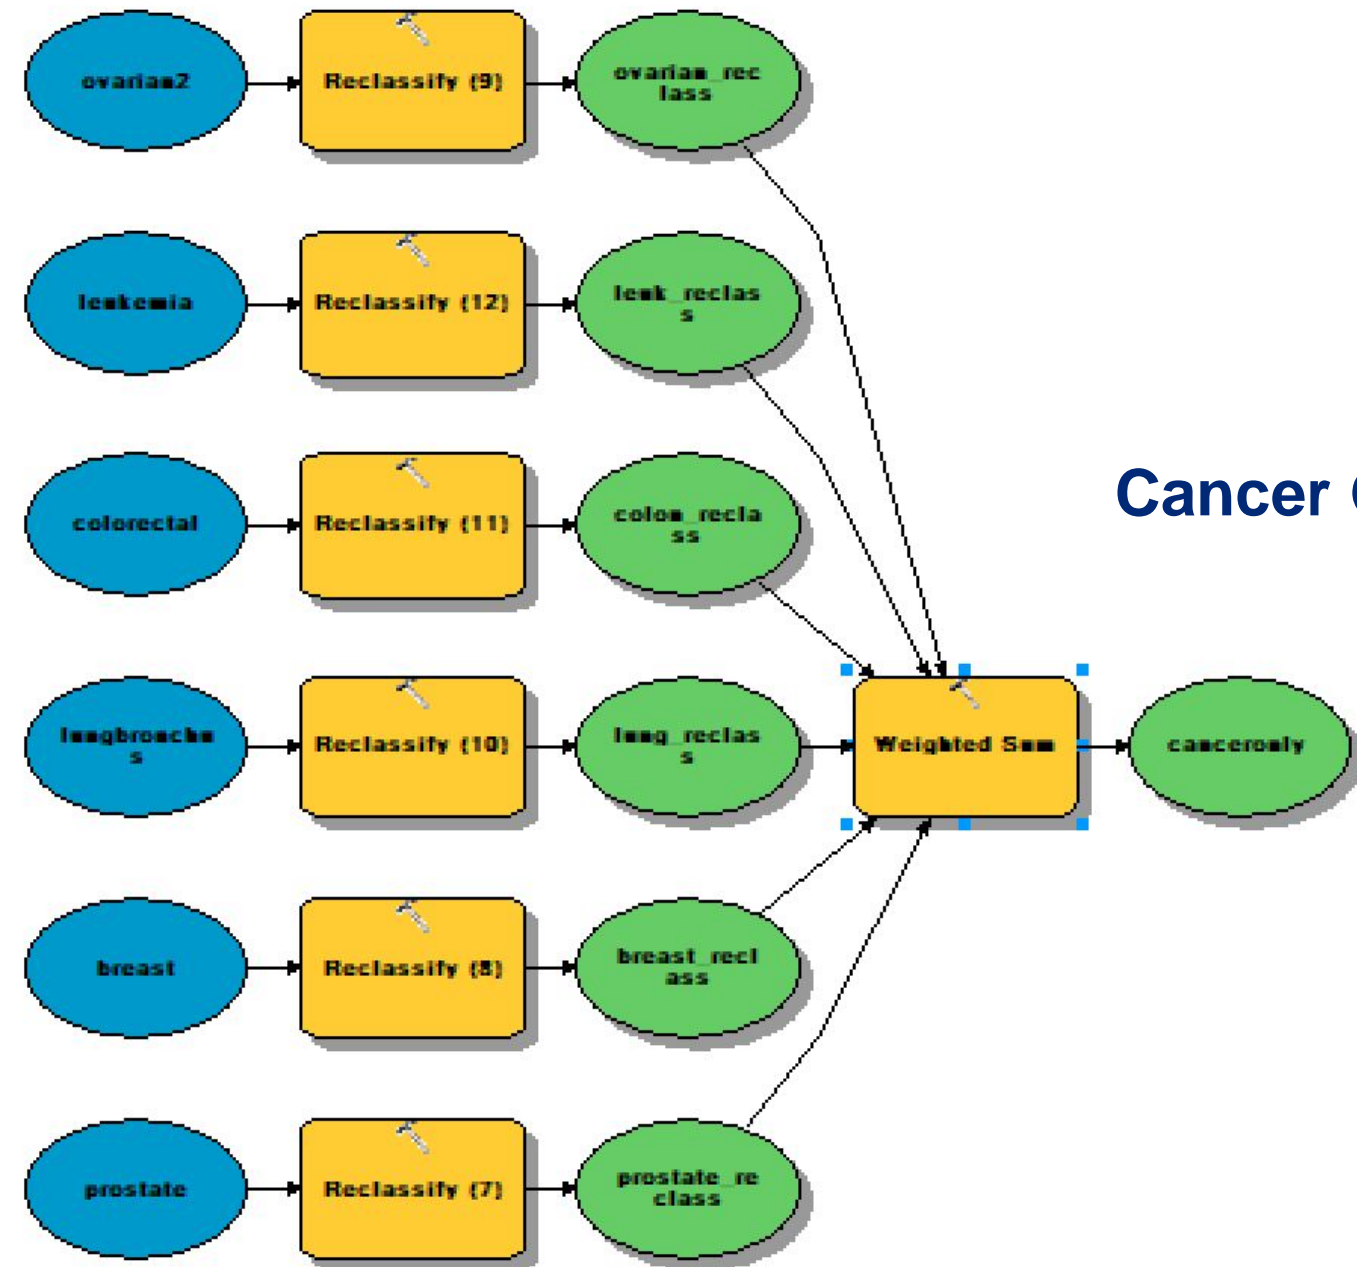 ovarian2
Reclassify (9)
ovarian_rec
lass
leukemia
Reclassify (12)
leuk_reclas
s
colorectal
Reclassify (11)
colon_recla
ss
Cancer
lungbronchu
s
Reclassify (10)
lung_reclas
s
Weighted Sum
canceronly
breast
Reclassify (8)
breast_recl
ass
prostate
Reclassify (7)
prostate_re
class